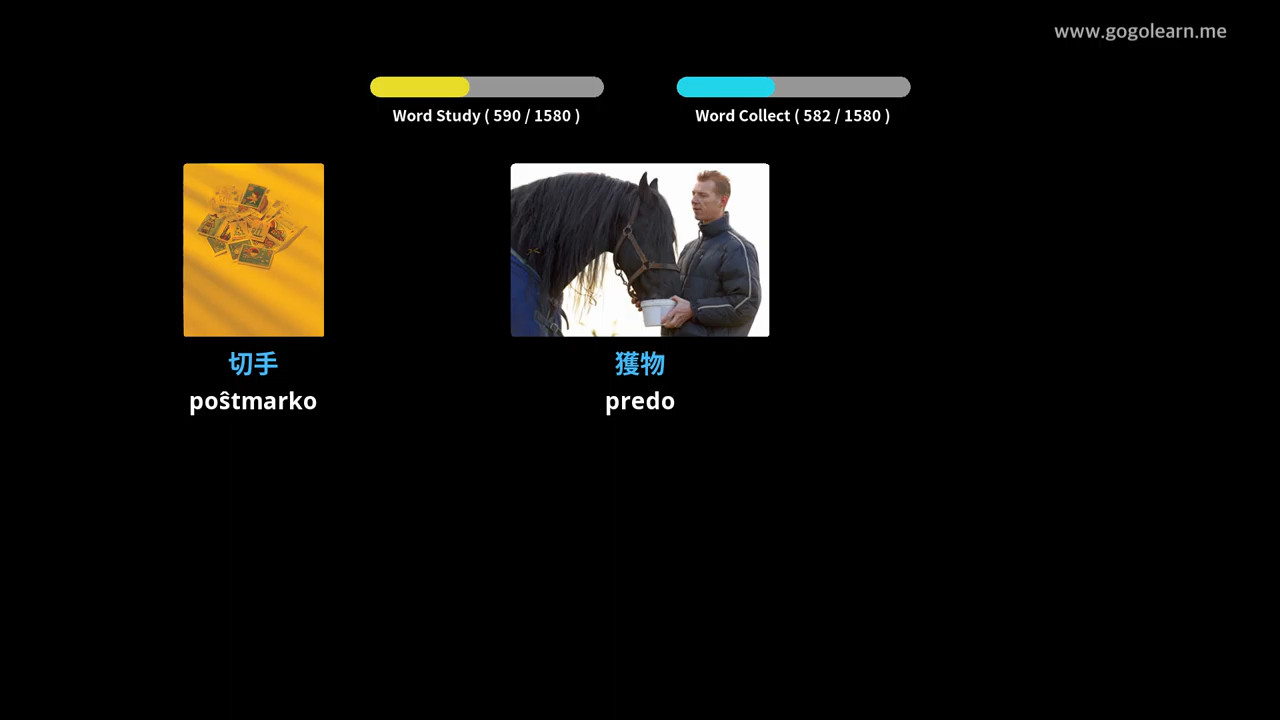 www.gogolearn.me
Word Study ( 590 / 1580 )
Word Collect ( 582 / 1580 )
切手
poŝtmarko
獲物
predo